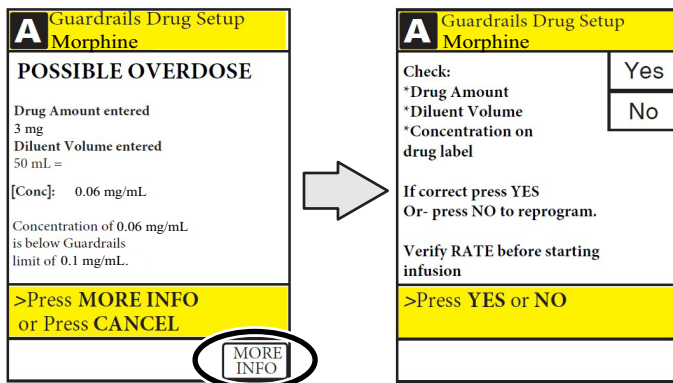 A
Guardrails Drug Setup
Morphine
POSSIBLE OVERDOSE
Drug Amount entered
3 mg
Diluent Volume entered
50 mL =
[Conc]: 0.06 mg/mL
Concentration of 0.06 mg/mL
is below Guardrails
limit of 0.1 mg/mL.
>Press MORE INFO
or Press CANCEL
MORE
INFO
A
Guardrails Drug Setup
Morphine
Check:
*Drug Amount
*Diluent Volume
*Concentration on
drug label
Yes
No
If correct press YES
Or- press NO to reprogram.
Verify RATE before starting
infusion
>Press YES or NO